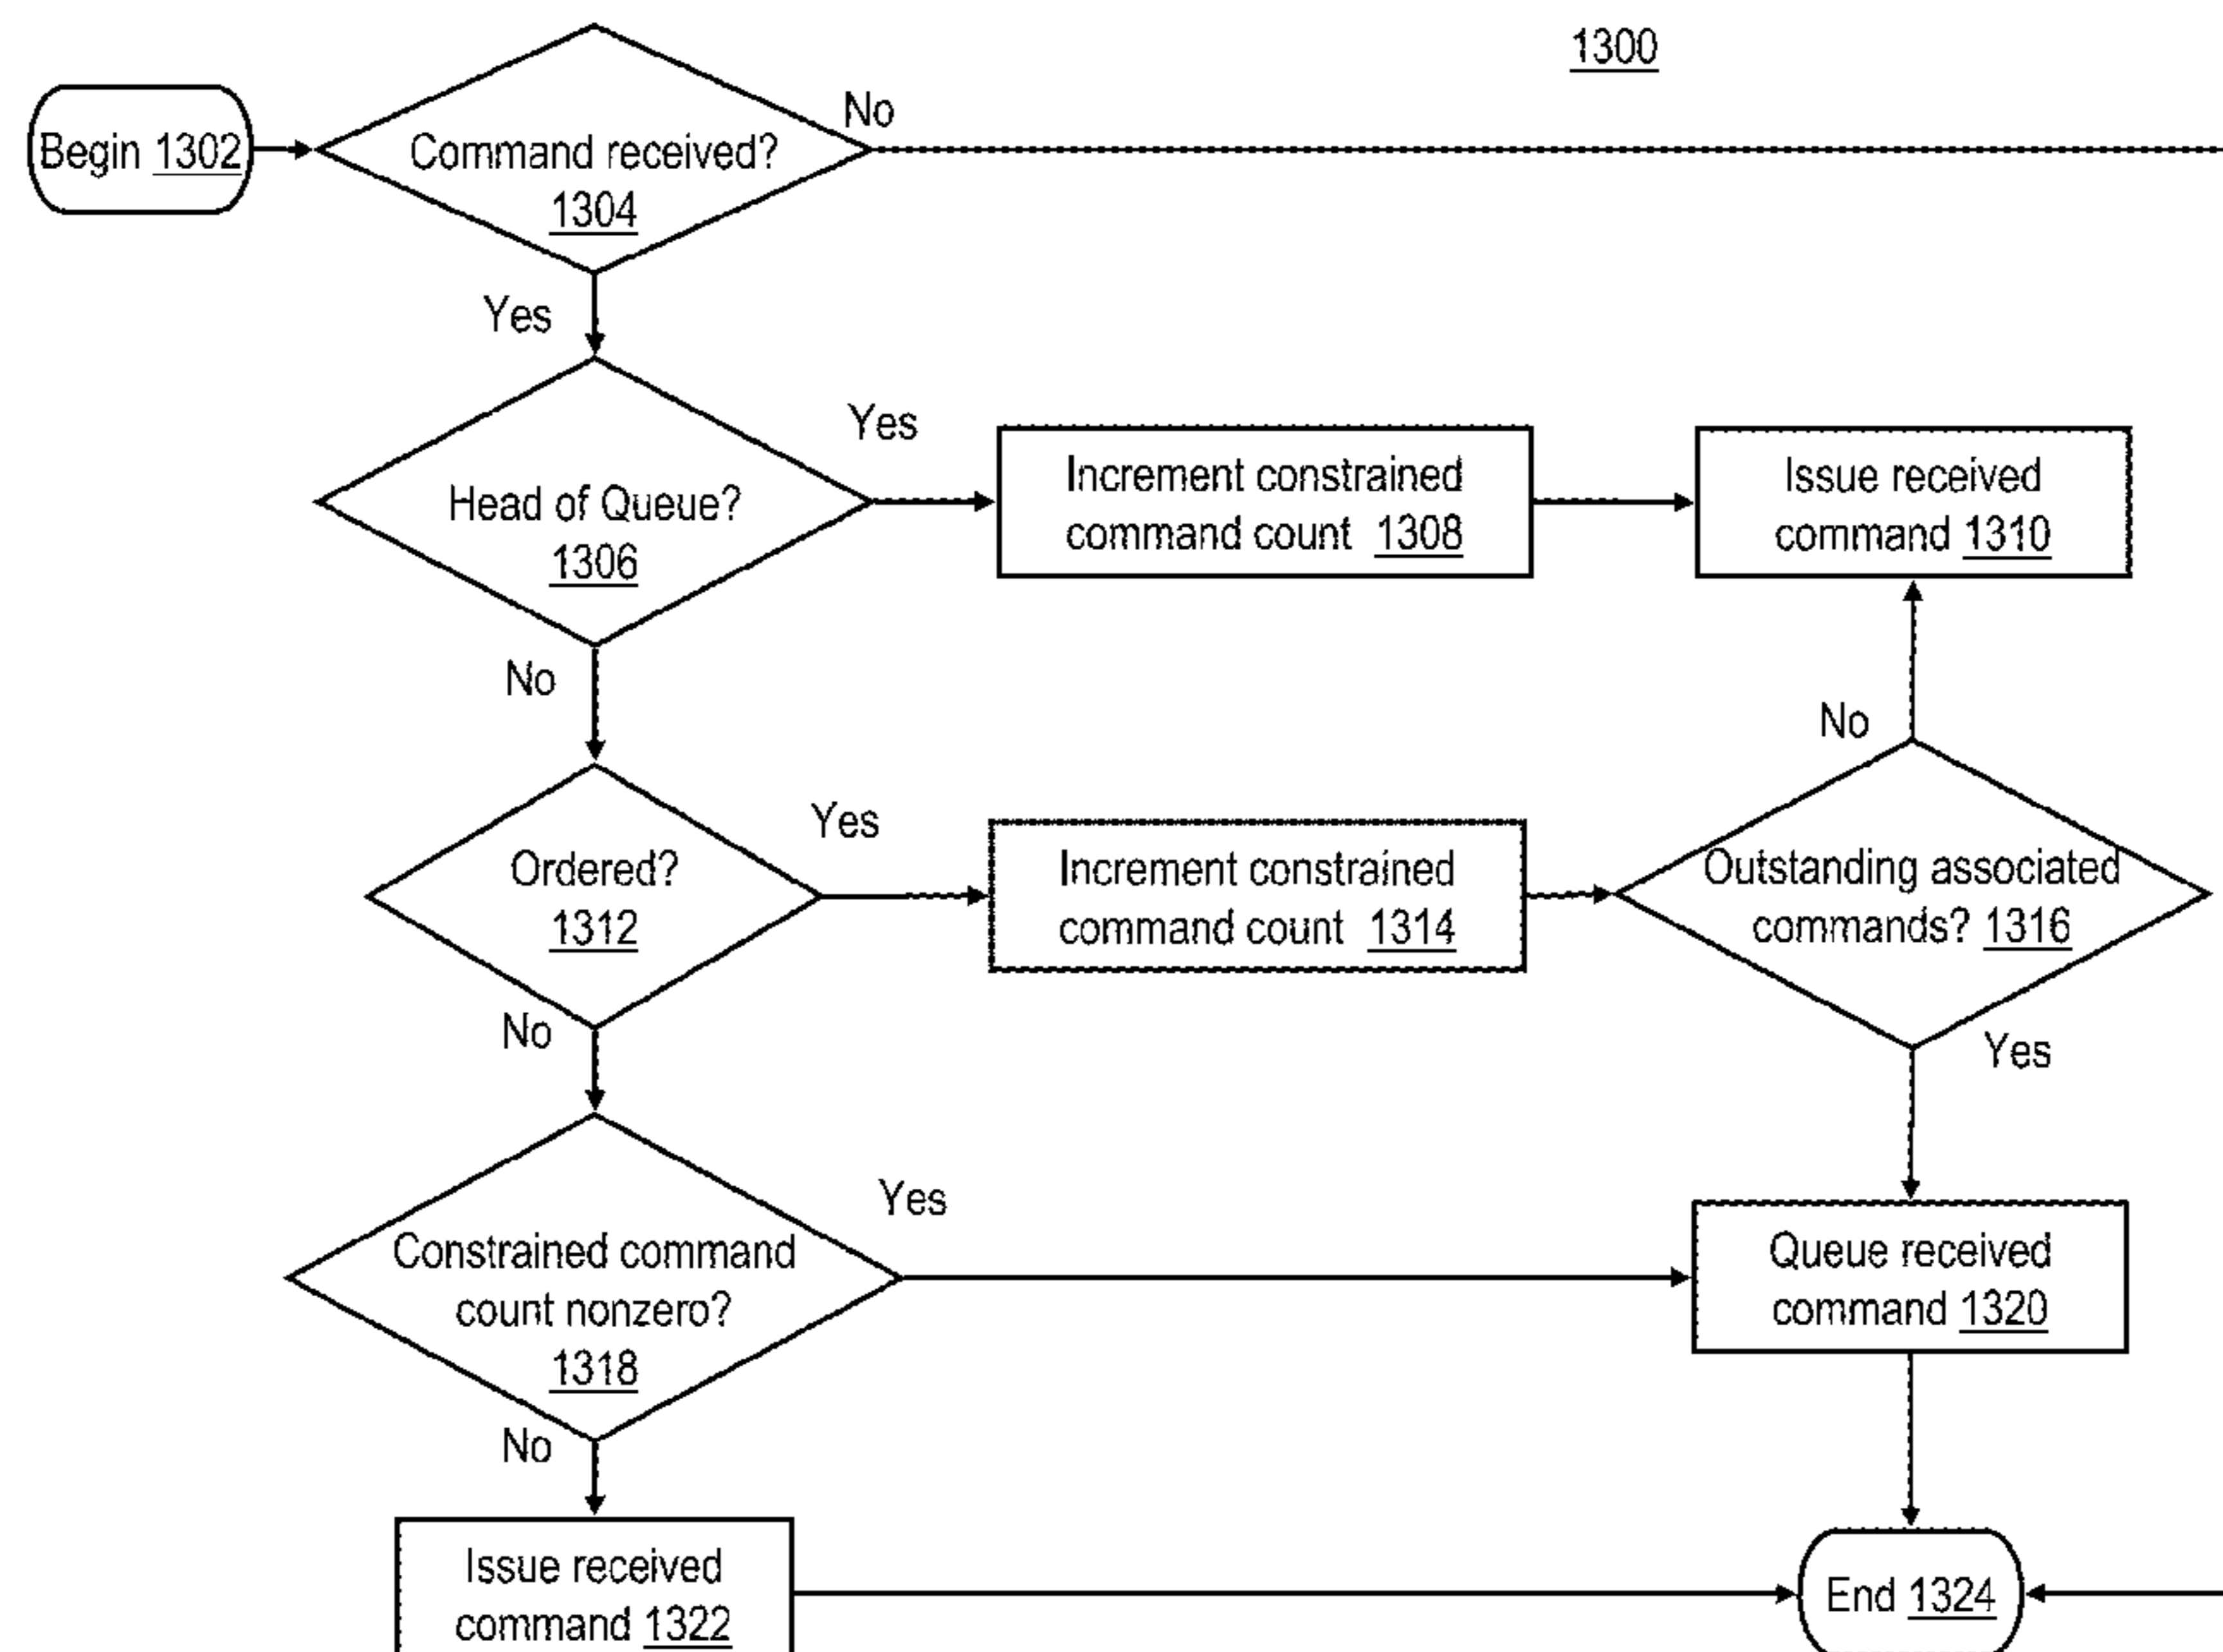 1300
Begin 1302
Command received?
1304
No
Yes
Head of Queue?
1306
Yes
Increment constrained
command count 1308
Issue received
command 1310
No
Ordered?
1312
Yes
Increment constrained
command count 1314
No
Outstanding associated
commands? 1316
Yes
No
Constrained command
count nonzero?
1318
Yes
Queue received
command 1320
No
Issue received
command 1322
End 1324